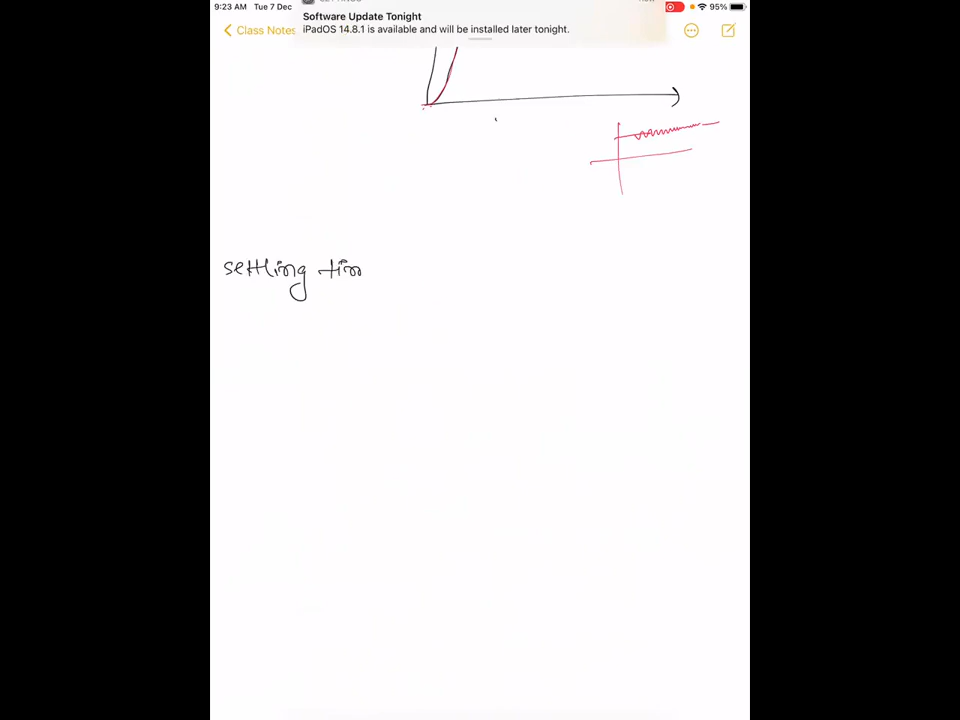 9:23 AM Tue 7 Dec
95%
Software Update Tonight
iPadOS 14.8.1 is available and will be installed later tonight.
Class Notes
settling tim